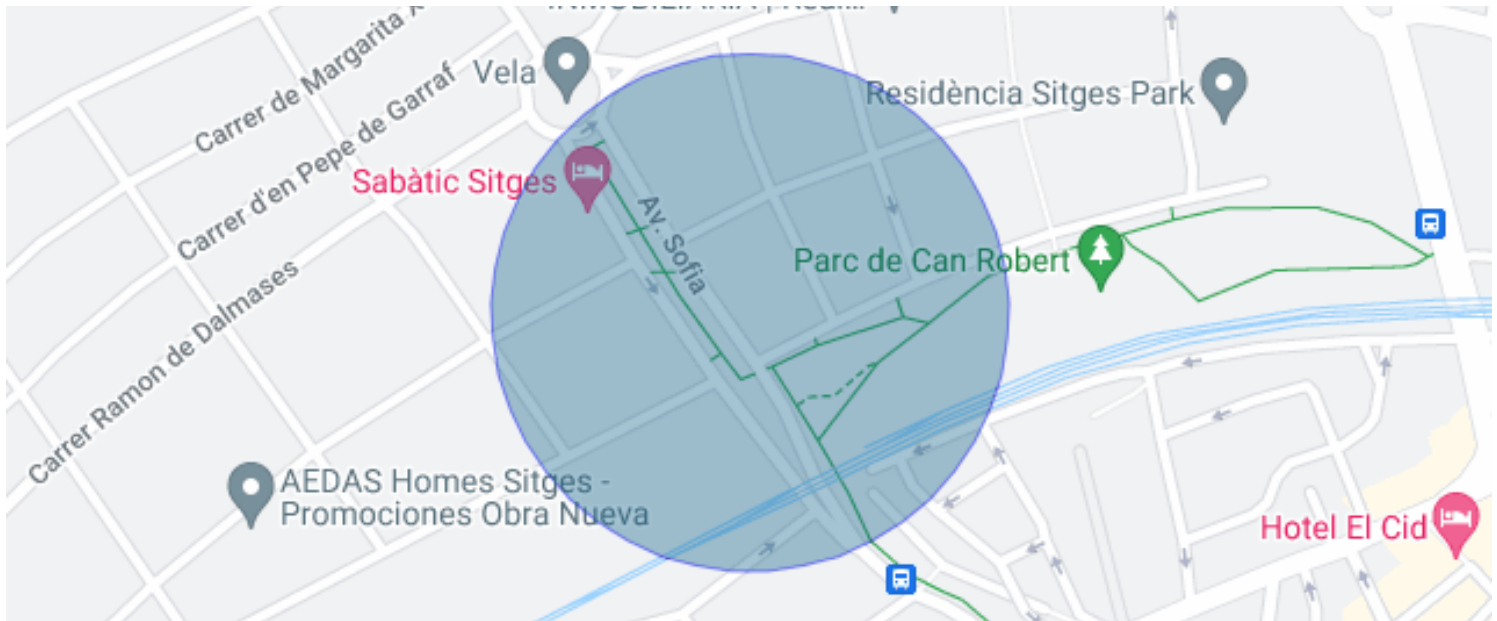 Vela
Carrer de Margarita X
Carrer d'en Pepe de Garraf
Residència Sitges Park
Sabàtic Sitges
Av. Sofia
Parc de Can Robert
Carrer Ramon de Dalmases
AEDAS Homes Sitges -
Promociones Obra Nueva
Hotel El Cid